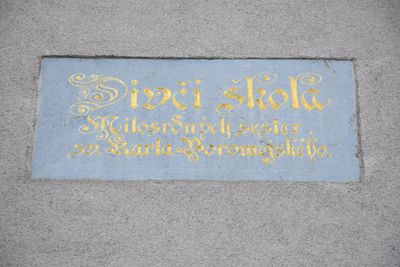 Dívčí škola
Milosrdných sester
sv. Karla Boromejského.